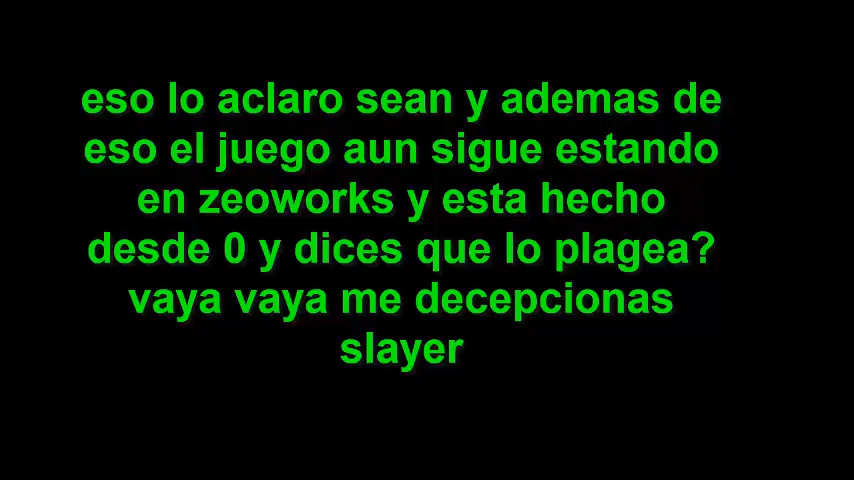 eso lo aclaro sean y ademas de
eso el juego aun sigue estando
en zeoworks y esta hecho
desde 0 y dices que lo plagea?
vaya vaya me decepcionas
slayer